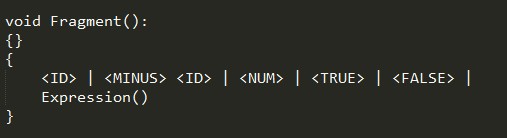 void Fragment():
{}
{
<ID> | <MINUS> <ID> | <NUM> | <TRUE> | <FALSE> |
Expression()
}